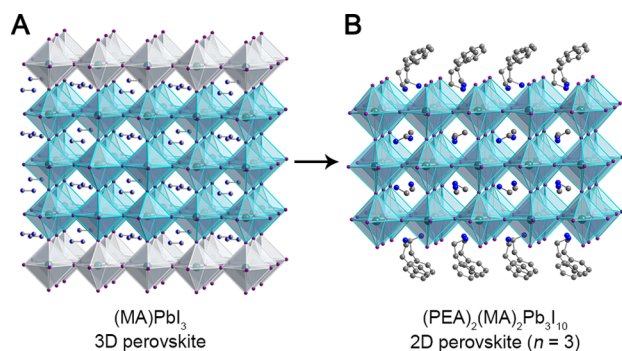 A
B
(MA)PbI₃
3D perovskite
(PEA)₂(MA)₂Pb₃I₁₀
2D perovskite (n = 3)